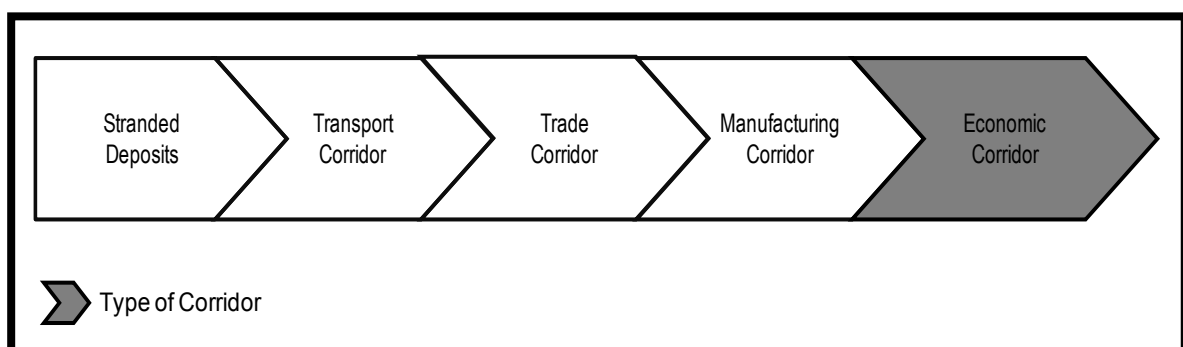 Stranded
Deposits
Transport
Corridor
Trade
Corridor
Manufacturing
Corridor
Economic
Corridor
Type of Corridor